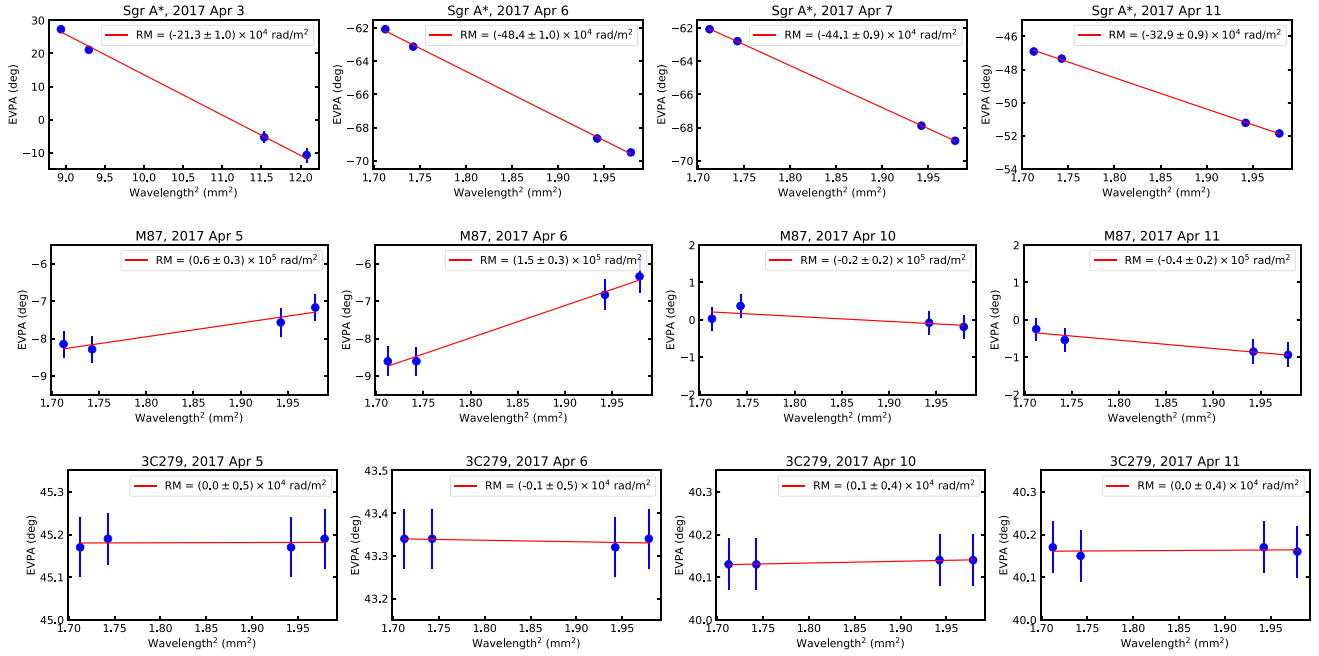 Sgr A*, 2017 Apr 3
RM = (-21.3 ± 1.0) × 10⁴ rad/m²
EVPA (deg)
30
20
10
0
−10
9.0 9.5 10.0 10.5 11.0 11.5 12.0
Wavelength² (mm²)
Sgr A*, 2017 Apr 6
RM = (-48.4 ± 1.0) × 10⁴ rad/m²
EVPA (deg)
−62
−64
−66
−68
−70
1.70 1.75 1.80 1.85 1.90 1.95
Wavelength² (mm²)
Sgr A*, 2017 Apr 7
RM = (-44.1 ± 0.9) × 10⁴ rad/m²
EVPA (deg)
−62
−64
−66
−68
−70
1.70 1.75 1.80 1.85 1.90 1.95
Wavelength² (mm²)
Sgr A*, 2017 Apr 11
RM = (-32.9 ± 0.9) × 10⁴ rad/m²
EVPA (deg)
−46
−48
−50
−52
−54
1.70 1.75 1.80 1.85 1.90 1.95
Wavelength² (mm²)
M87, 2017 Apr 5
RM = (0.6 ± 0.3) × 10⁵ rad/m²
EVPA (deg)
−6
−7
−8
−9
1.70 1.75 1.80 1.85 1.90 1.95
Wavelength² (mm²)
M87, 2017 Apr 6
RM = (1.5 ± 0.3) × 10⁵ rad/m²
EVPA (deg)
−6
−7
−8
−9
1.70 1.75 1.80 1.85 1.90 1.95
Wavelength² (mm²)
M87, 2017 Apr 10
RM = (-0.2 ± 0.2) × 10⁵ rad/m²
EVPA (deg)
2
1
0
−1
−2
1.70 1.75 1.80 1.85 1.90 1.95
Wavelength² (mm²)
M87, 2017 Apr 11
RM = (-0.4 ± 0.2) × 10⁵ rad/m²
EVPA (deg)
2
1
0
−1
−2
1.70 1.75 1.80 1.85 1.90 1.95
Wavelength² (mm²)
3C279, 2017 Apr 5
RM = (0.0 ± 0.5) × 10⁴ rad/m²
EVPA (deg)
45.3
45.2
45.1
45.0
1.70 1.75 1.80 1.85 1.90 1.95
Wavelength² (mm²)
3C279, 2017 Apr 6
RM = (-0.1 ± 0.5) × 10⁴ rad/m²
EVPA (deg)
43.5
43.4
43.3
43.2
1.70 1.75 1.80 1.85 1.90 1.95
Wavelength² (mm²)
3C279, 2017 Apr 10
RM = (0.1 ± 0.4) × 10⁴ rad/m²
EVPA (deg)
40.3
40.2
40.1
40.0
1.70 1.75 1.80 1.85 1.90 1.95
Wavelength² (mm²)
3C279, 2017 Apr 11
RM = (0.0 ± 0.4) × 10⁴ rad/m²
EVPA (deg)
40.3
40.2
40.1
40.0
1.70 1.75 1.80 1.85 1.90 1.95
Wavelength² (mm²)